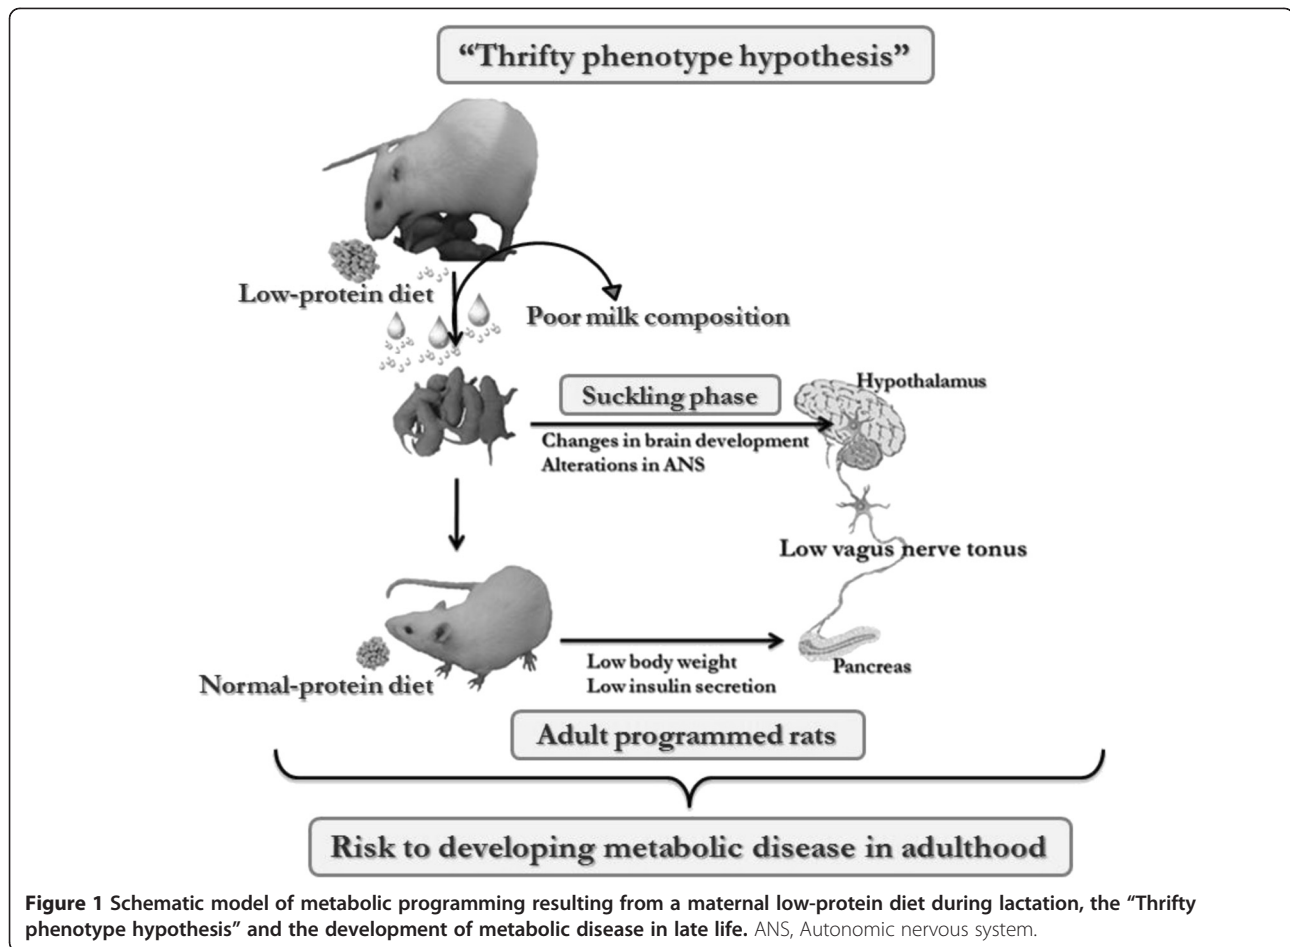 “Thrifty phenotype hypothesis”
Low-protein diet
Poor milk composition
Suckling phase
Hypothalamus
Changes in brain development
Alterations in ANS
Low vagus nerve tonus
Low body weight
Low insulin secretion
Pancreas
Normal-protein diet
Adult programmed rats
Risk to developing metabolic disease in adulthood
Figure 1 Schematic model of metabolic programming resulting from a maternal low-protein diet during lactation, the “Thrifty
phenotype hypothesis” and the development of metabolic disease in late life. ANS, Autonomic nervous system.